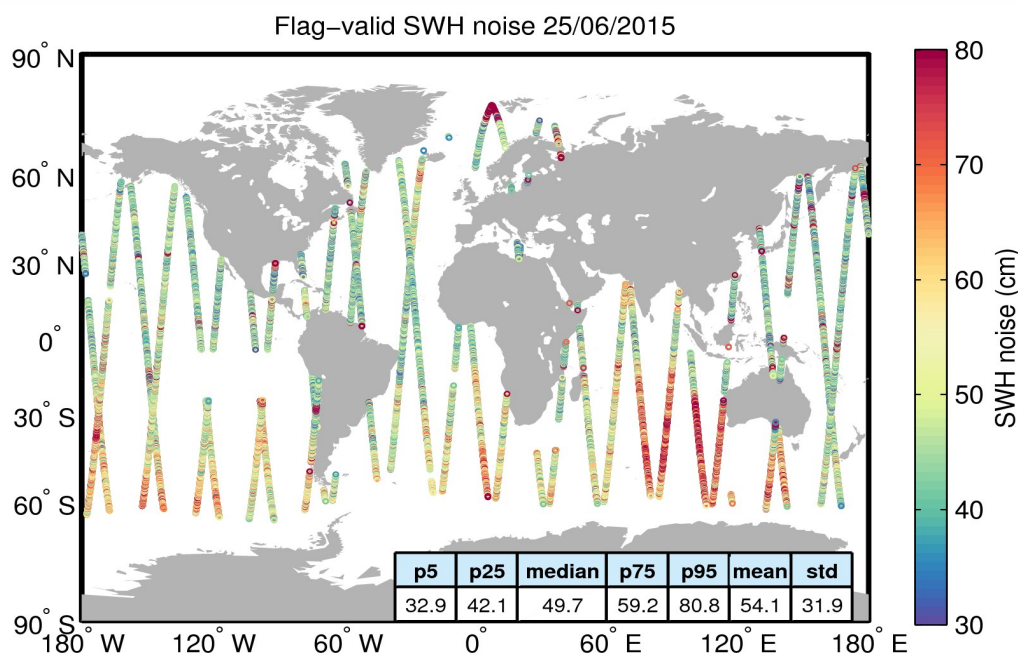 Flag−valid SWH noise 25/06/2015
90° N
60° N
30° N
0°
30° S
60° S
90° S
180° W
120° W
60° W
0°
60° E
120° E
180° E
p5 p25 median p75 p95 mean std
32.9 42.1 49.7 59.2 80.8 54.1 31.9
80
70
60
50
40
30
SWH noise (cm)